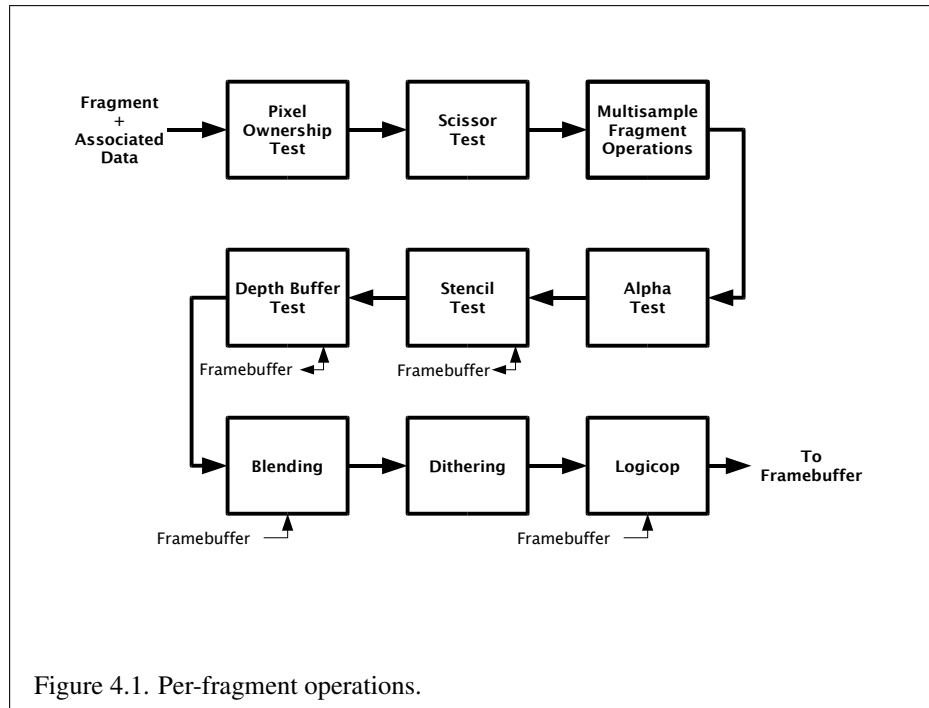 Fragment
+
Associated
Data
Pixel
Ownership
Test
Scissor
Test
Multisample
Fragment
Operations
Depth Buffer
Test
Stencil
Test
Alpha
Test
Framebuffer
Framebuffer
Blending
Dithering
Logicop
To
Framebuffer
Framebuffer
Framebuffer
Figure 4.1. Per-fragment operations.